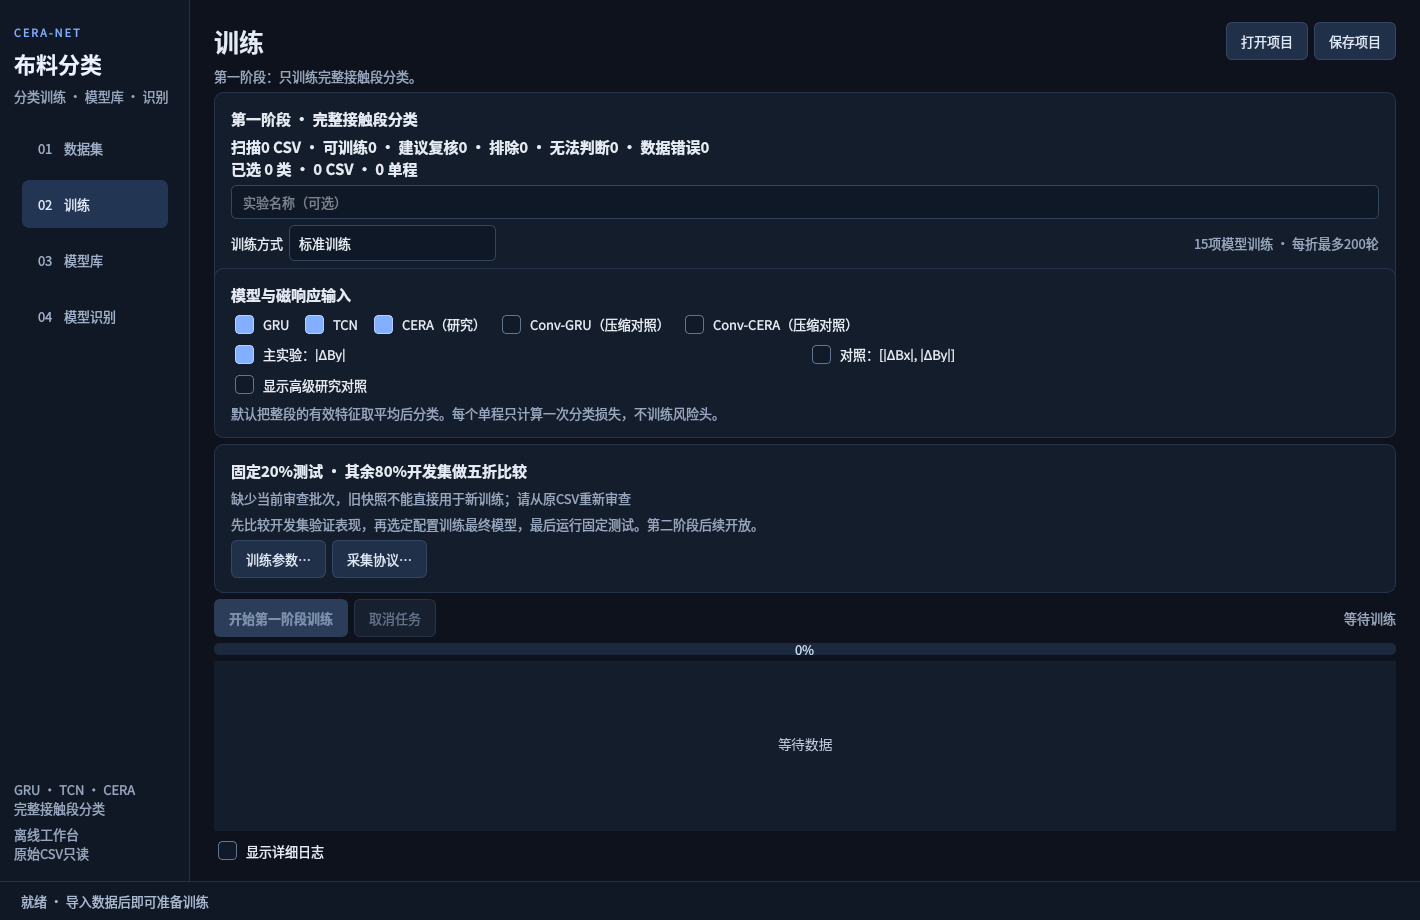 CERA-NET
布料分类
分类训练 · 模型库 · 识别
01 数据集
02 训练
03 模型库
04 模型识别
GRU · TCN · CERA
完整接触段分类
离线工作台
原始CSV只读
训练
打开项目
保存项目
第一阶段：只训练完整接触段分类。
第一阶段 · 完整接触段分类
扫描0 CSV · 可训练0 · 建议复核0 · 排除0 · 无法判断0 · 数据错误0
已选 0 类 · 0 CSV · 0 单程
实验名称（可选）
训练方式 标准训练
15项模型训练 · 每折最多200轮
模型与磁响应输入
GRU TCN CERA（研究） Conv-GRU（压缩对照） Conv-CERA（压缩对照）
主实验：|ΔBy| 对照：[|ΔBx|, |ΔBy|]
显示高级研究对照
默认把整段的有效特征取平均后分类。每个单程只计算一次分类损失，不训练风险头。
固定20%测试 · 其余80%开发集做五折比较
缺少当前审查批次，旧快照不能直接用于新训练；请从原CSV重新审查
先比较开发集验证表现，再选定配置训练最终模型，最后运行固定测试。第二阶段后续开放。
训练参数… 采集协议…
开始第一阶段训练 取消任务 等待训练
0%
等待数据
显示详细日志
就绪 · 导入数据后即可准备训练